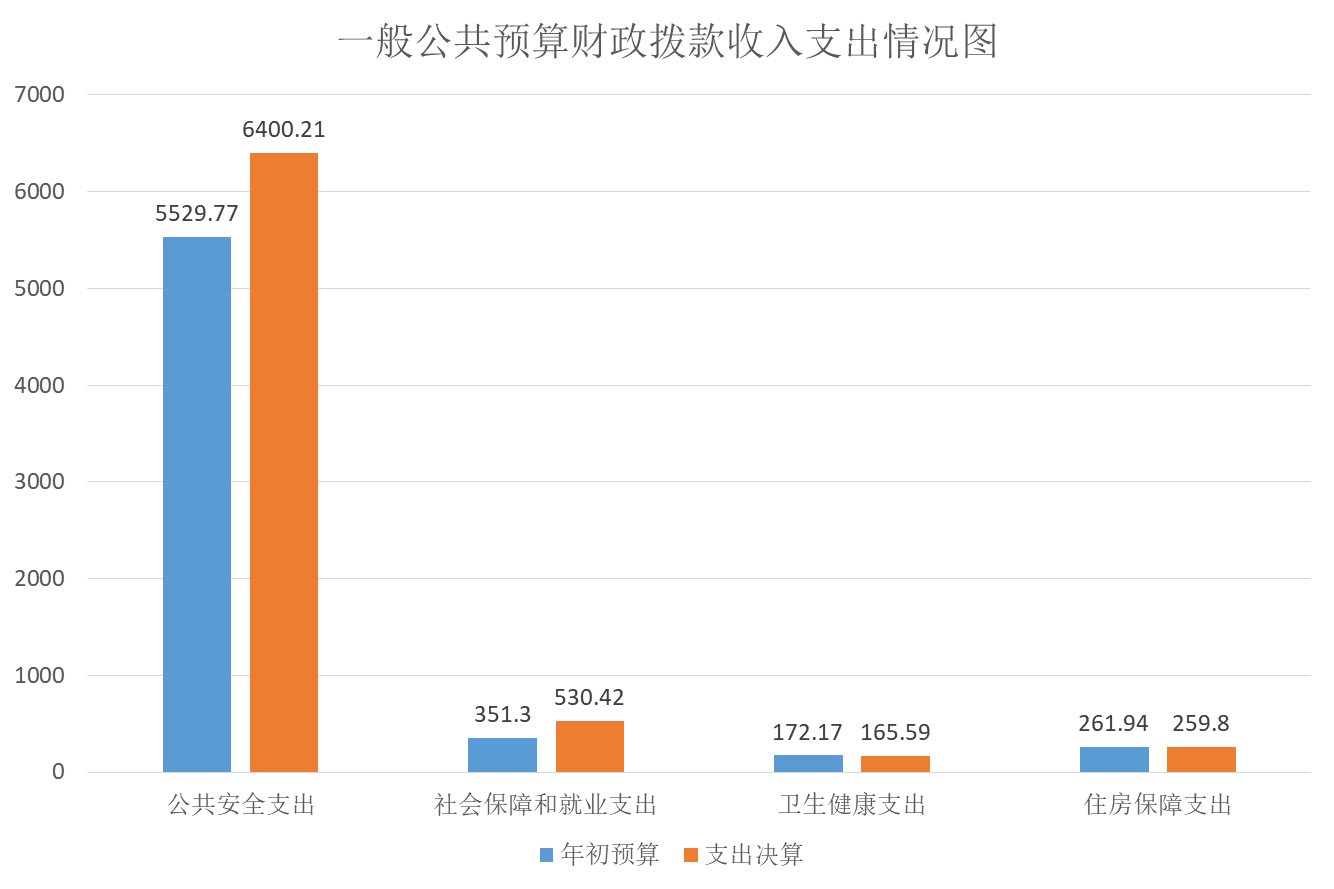 一般公共预算财政拨款收入支出情况图
7000
6400.21
6000
5529.77
5000
4000
3000
2000
1000
530.42
351.3
261.94
259.8
172.17
165.59
0
公共安全支出
社会保障和就业支出
卫生健康支出
住房保障支出
年初预算
支出决算